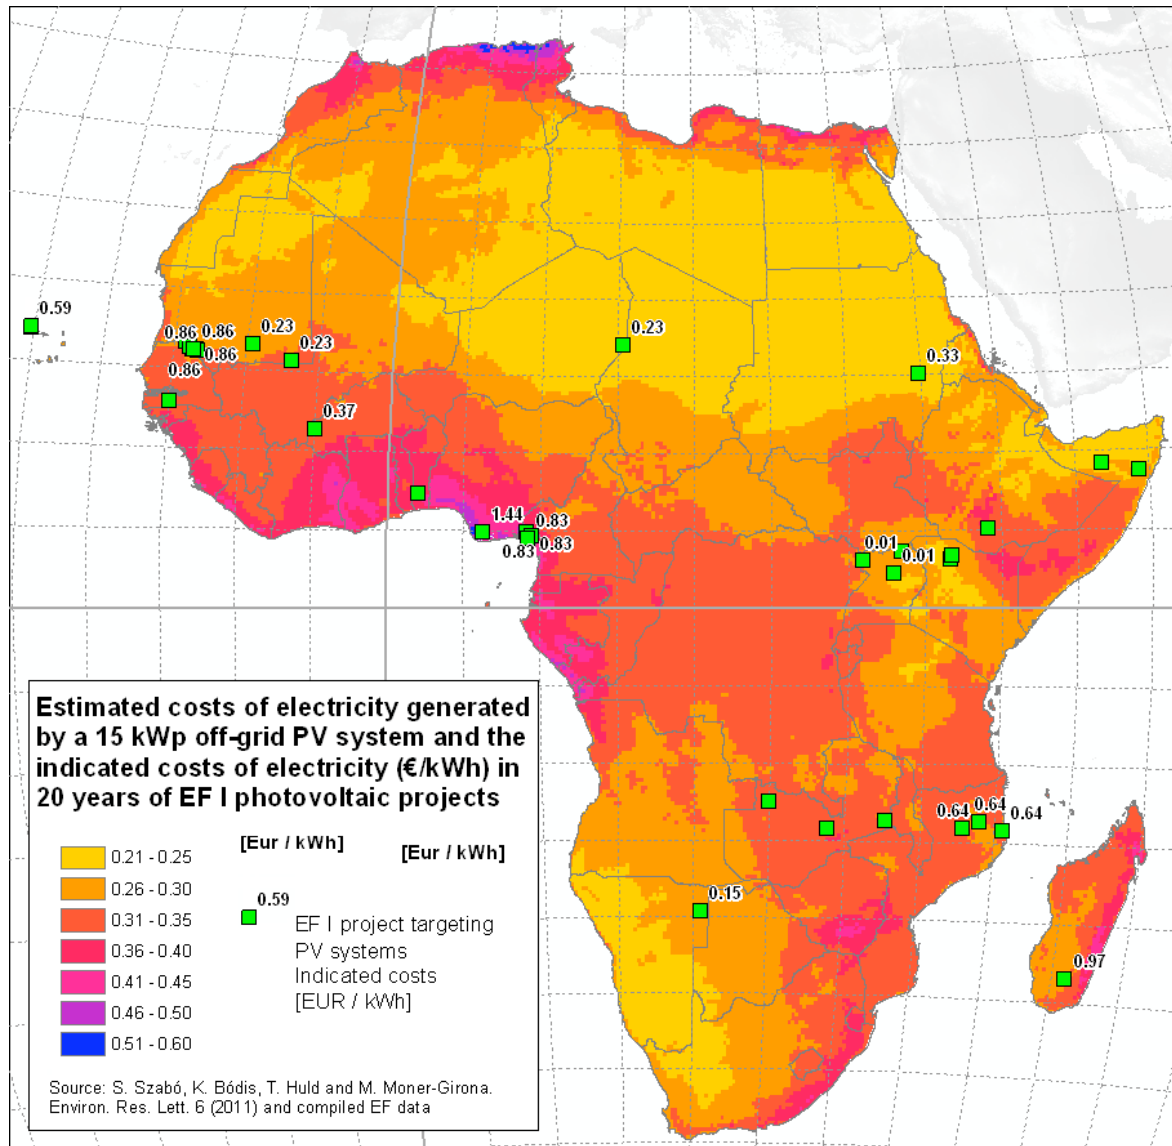 0.59
0.86
0.86
0.23
0.86
0.23
0.86
0.23
0.33
0.37
1.44
0.83
0.83
0.83
0.01
0.01
0.64
0.64
0.64
0.15
0.97
Estimated costs of electricity generated
by a 15 kWp off-grid PV system and the
indicated costs of electricity (€/kWh) in
20 years of EF I photovoltaic projects
[Eur / kWh]
[Eur / kWh]
0.21 - 0.25
0.26 - 0.30
0.31 - 0.35
0.36 - 0.40
0.41 - 0.45
0.46 - 0.50
0.51 - 0.60
0.59
EF I project targeting
PV systems
Indicated costs
[EUR / kWh]
Source: S. Szabó, K. Bódis, T. Huld and M. Moner-Girona.
Environ. Res. Lett. 6 (2011) and compiled EF data